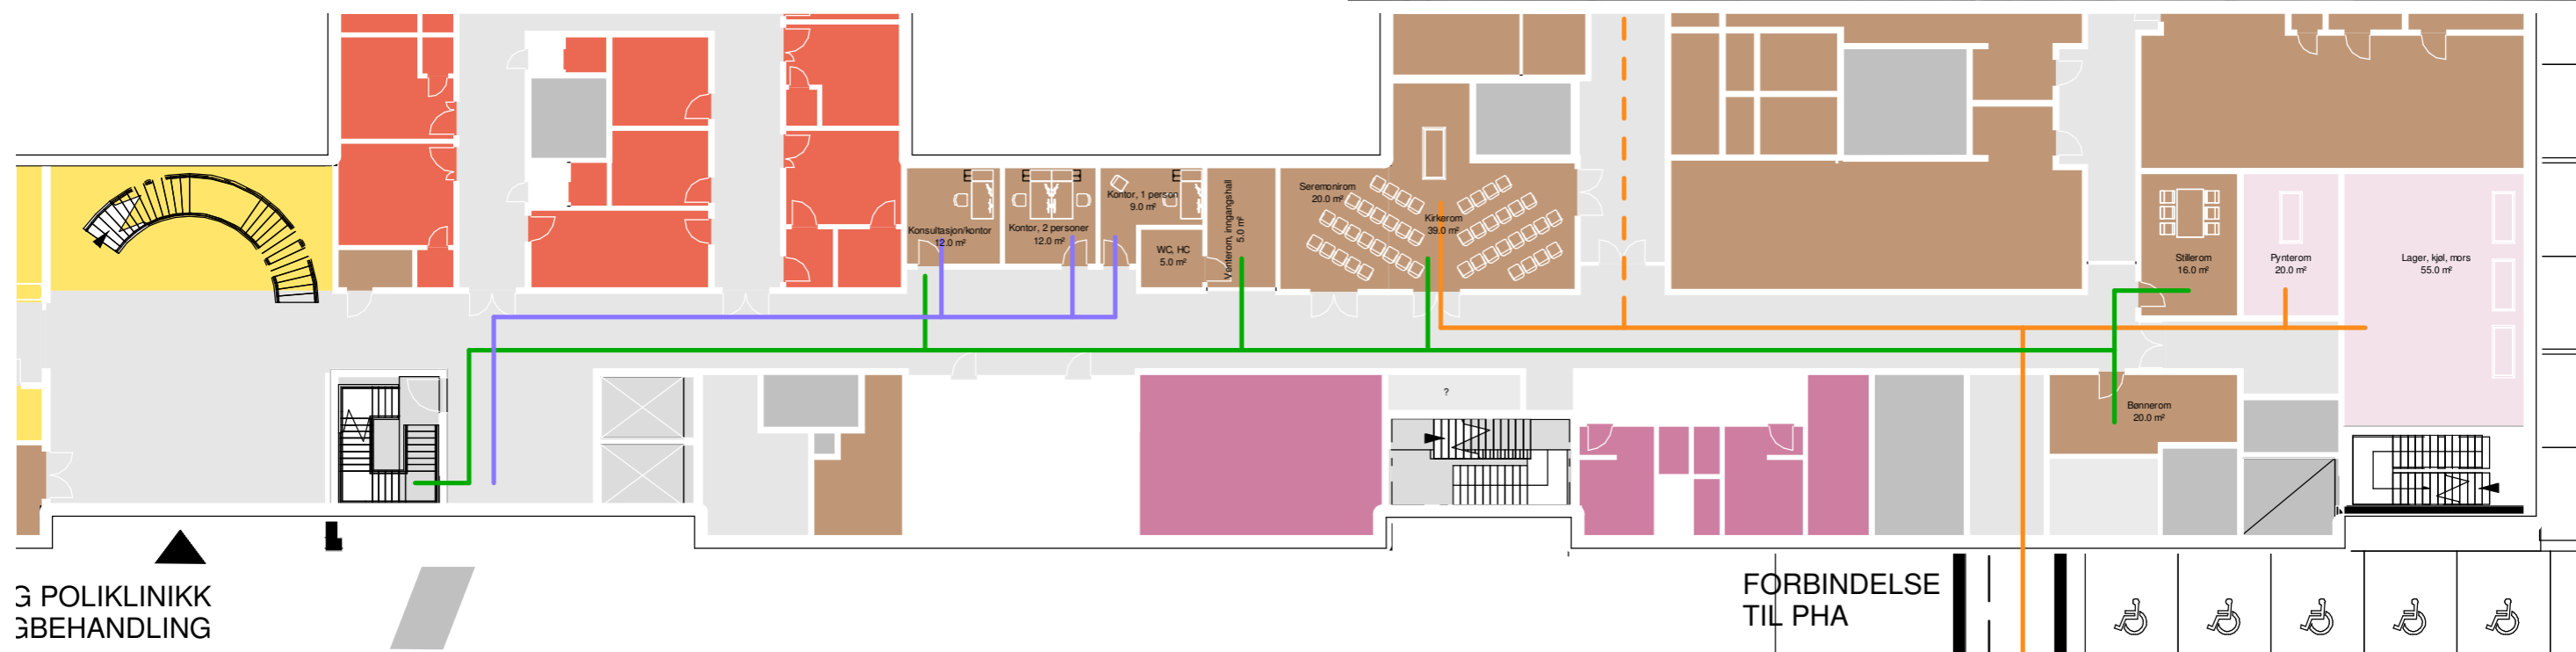 Konsultasjon/kontor
12.0 m²
Kontor, 2 personer
12.0 m²
Kontor, 1 person
9.0 m²
WC, HC
5.0 m²
Venterom, inngangshall
5.0 m²
Seremonirom
20.0 m²
Kirkerom
39.0 m²
Stillerom
16.0 m²
Pynterom
20.0 m²
Lager, kjøl, mors
55.0 m²
?
Bønnerom
20.0 m²
G POLIKLINIKK
GBEHANDLING
FORBINDELSE
TIL PHA